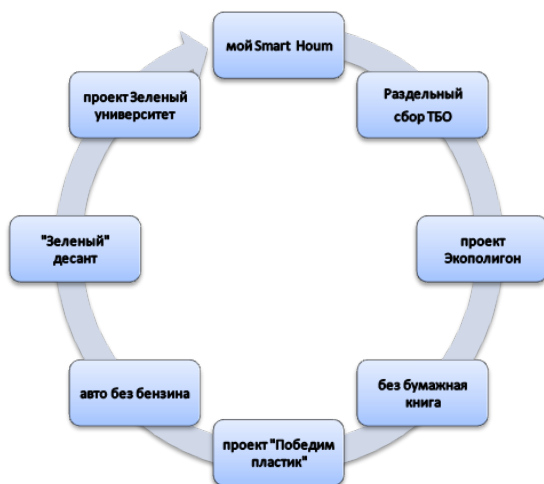 мой Smart Houm
Раздельный
сбор ТБО
проект
Экополигон
без бумажная
книга
проект "Победим
пластик"
авто без бензина
"Зеленый"
десант
проект Зеленый
университет